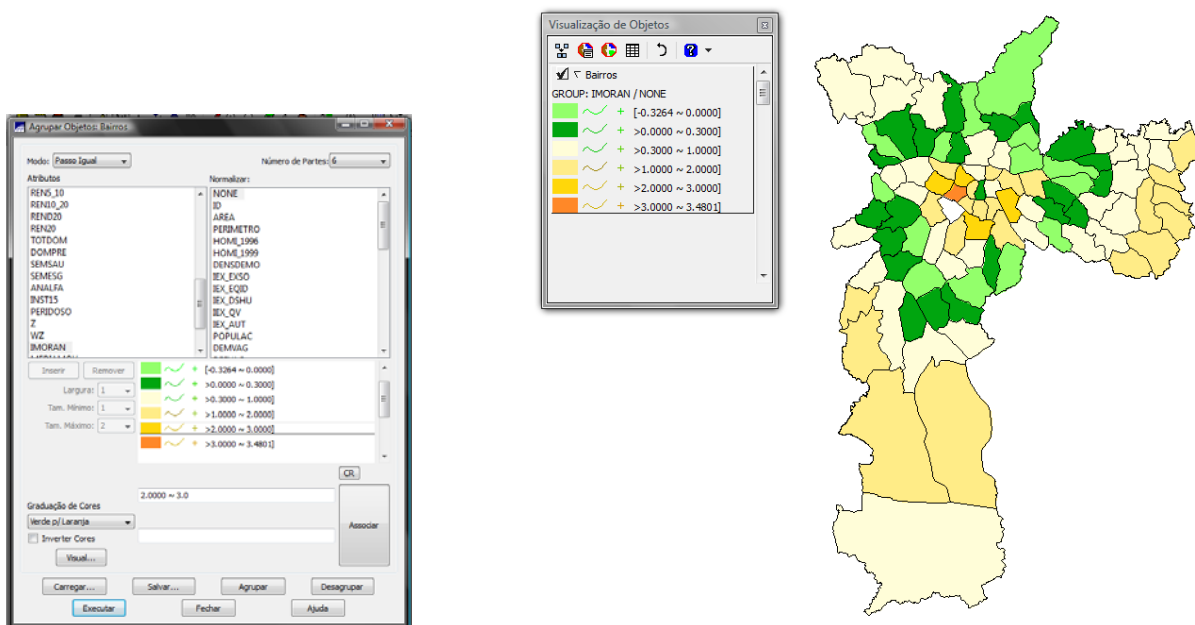 Agrupar Objetos: Bairros
Modo: Passo Igual
Número de Partes: 6
Atributos
REN5_10
REN10_20
REND20
REN20
TOTDOM
DOMPRE
SEMSAU
SEMESG
ANALFA
INST15
PERIDOSO
Z
WZ
IMORAN
Normalizar:
NONE
ID
AREA
PERIMETRO
HOMI_1996
HOMI_1999
DENSDEMO
IEX_EXSO
IEX_EQID
IEX_DSHU
IEX_QV
IEX_AUT
POPULAC
DEMVAG
Inserir
Remover
Largura: 1
Tam. Mínimo: 1
Tam. Máximo: 2
[-0.3264 ~ 0.0000]
>0.0000 ~ 0.3000]
>0.3000 ~ 1.0000]
>1.0000 ~ 2.0000]
>2.0000 ~ 3.0000]
>3.0000 ~ 3.4801]
CR
2.0000 ~ 3.0
Graduação de Cores
Verde p/ Laranja
Inverter Cores
Visual...
Associar
Carregar...
Salvar...
Agrupar
Desagrupar
Executar
Fechar
Ajuda
Visualização de Objetos
Bairros
GROUP: IMORAN / NONE
[-0.3264 ~ 0.0000]
>0.0000 ~ 0.3000]
>0.3000 ~ 1.0000]
>1.0000 ~ 2.0000]
>2.0000 ~ 3.0000]
>3.0000 ~ 3.4801]